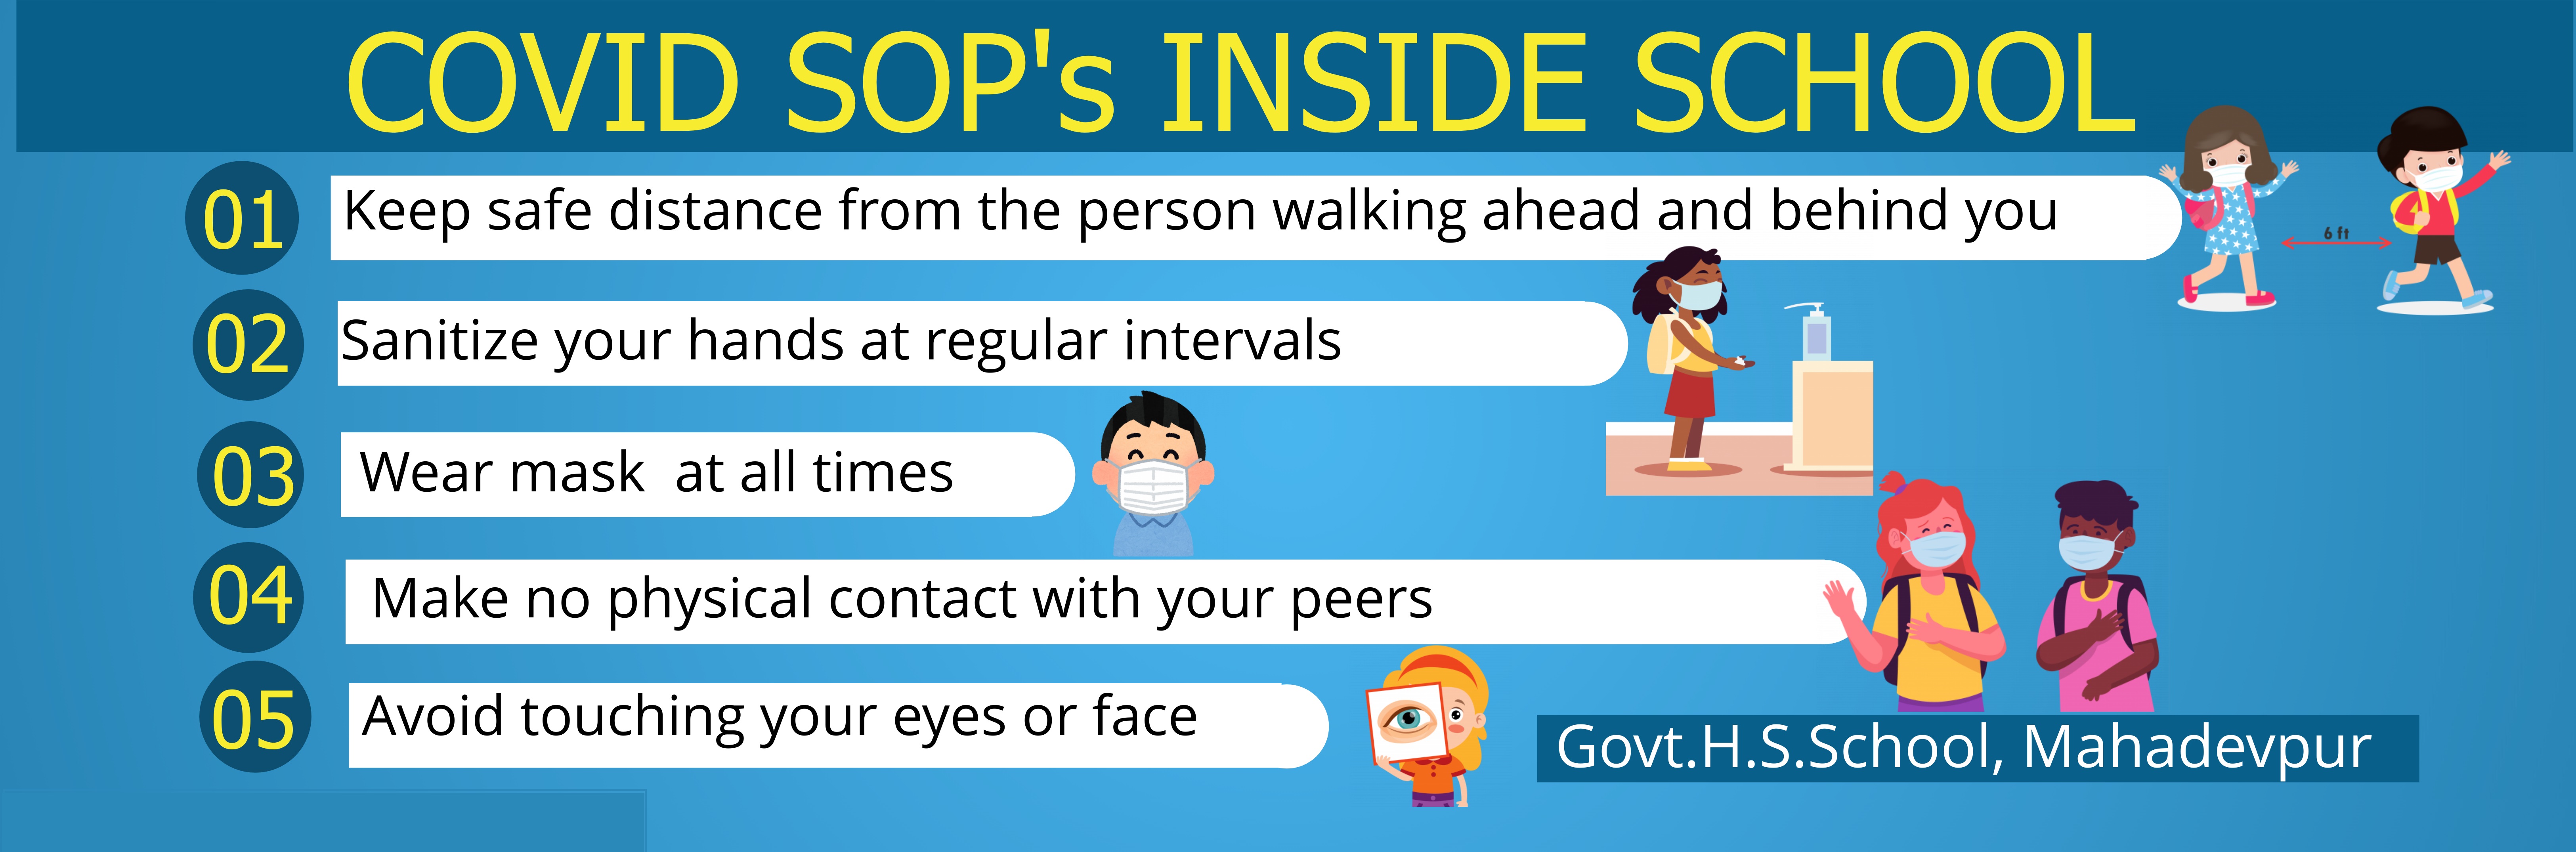 COVID SOP's INSIDE SCHOOL
01 Keep safe distance from the person walking ahead and behind you
6 ft
02 Sanitize your hands at regular intervals
03 Wear mask  at all times
04 Make no physical contact with your peers
05 Avoid touching your eyes or face
Govt.H.S.School, Mahadevpur